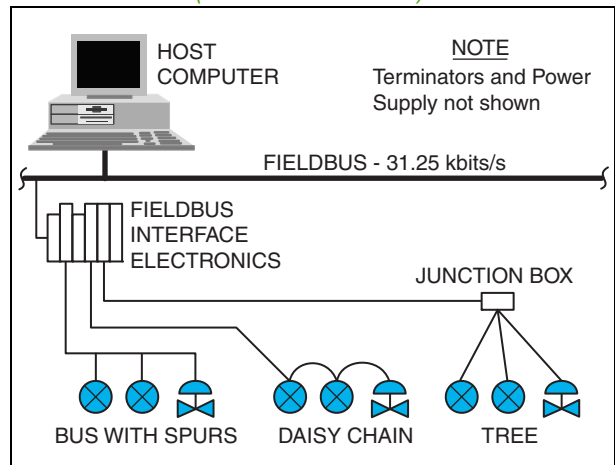 HOST
COMPUTER
NOTE
Terminators and Power
Supply not shown
FIELDBUS - 31.25 kbits/s
FIELDBUS
INTERFACE
ELECTRONICS
JUNCTION BOX
BUS WITH SPURS
DAISY CHAIN
TREE